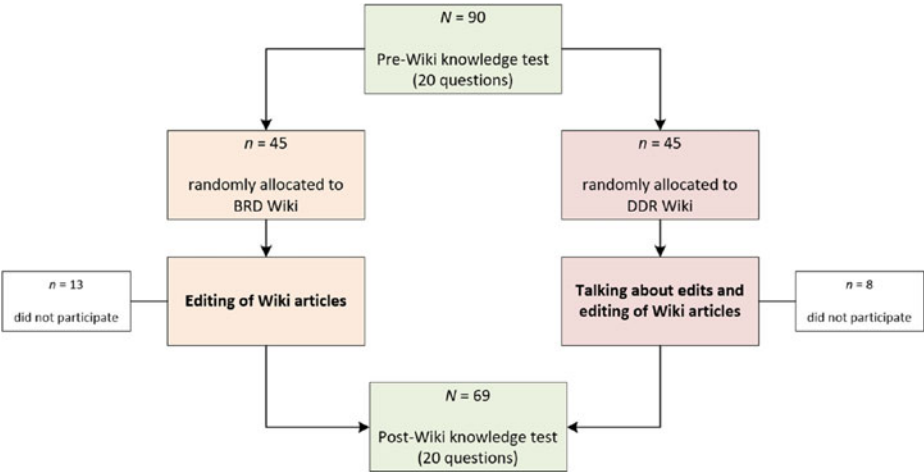 N = 90
Pre-Wiki knowledge test
(20 questions)
n = 45
randomly allocated to
BRD Wiki
n = 45
randomly allocated to
DDR Wiki
n = 13
did not participate
Editing of Wiki articles
Talking about edits and
editing of Wiki articles
n = 8
did not participate
N = 69
Post-Wiki knowledge test
(20 questions)